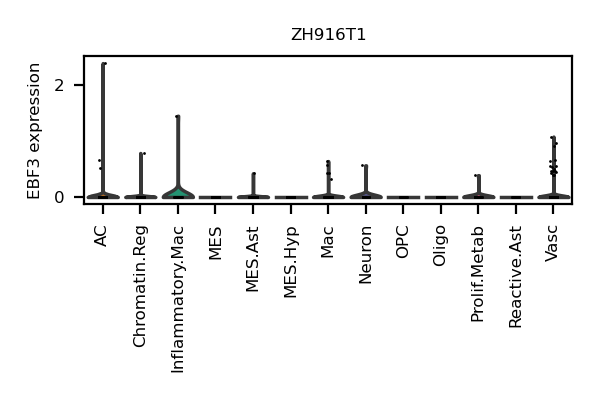 ZH916T1
EBF3 expression
2
0
AC
Chromatin.Reg
Inflammatory.Mac
MES
MES.Ast
MES.Hyp
Mac
Neuron
OPC
Oligo
Prolif.Metab
Reactive.Ast
Vasc